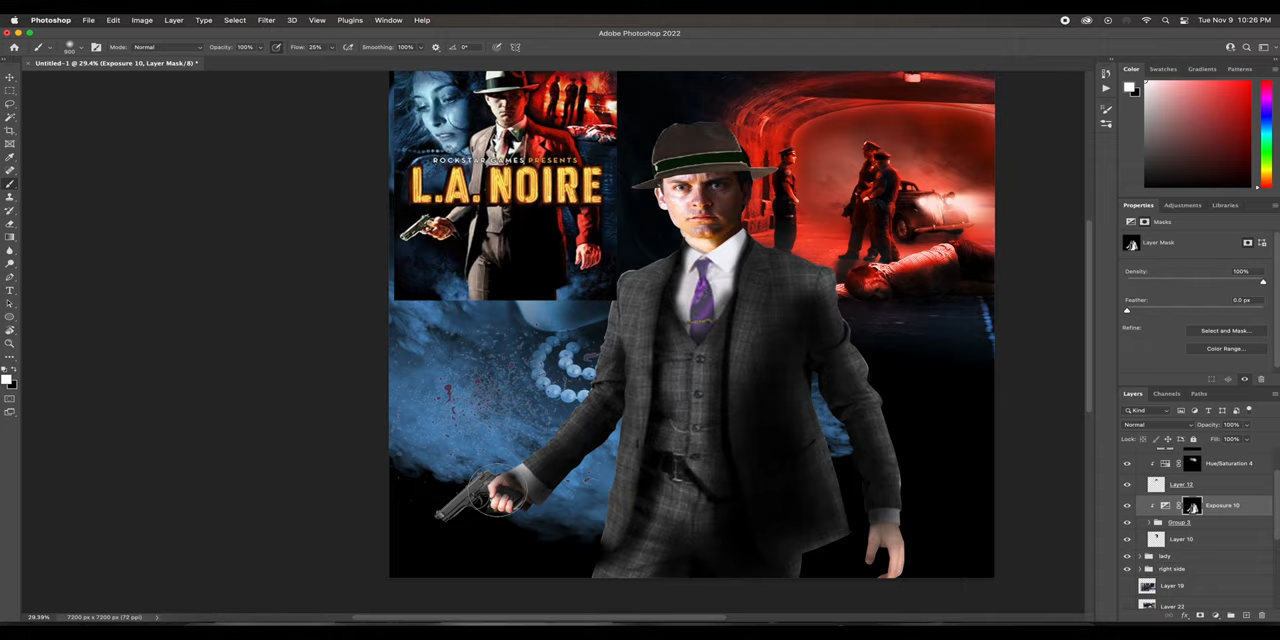 Photoshop File Edit Image Layer Type Select Filter 3D View Plugins Window Help Tue Nov 9 10:26 PM
Adobe Photoshop 2022
900 Mode: Normal Opacity: 100% Flow: 25% Smoothing: 100% 0°
Untitled-1 @ 29.4% (Exposure 10, Layer Mask/8) *
Color Swatches Gradients Patterns
ROCKSTAR GAMES PRESENTS
L.A. NOIRE
Properties Adjustments Libraries
Masks
Layer Mask
Density: 100%
Feather: 0.0 px
Refine: Select and Mask...
Color Range...
Layers Channels Paths
Kind
Normal Opacity: 100%
Lock: Fill: 100%
Hue/Saturation 4
Layer 12
Exposure 10
Group 3
Layer 10
lady
right side
Layer 19
Layer 22
29.39% 7200 px x 7200 px (72 ppi)